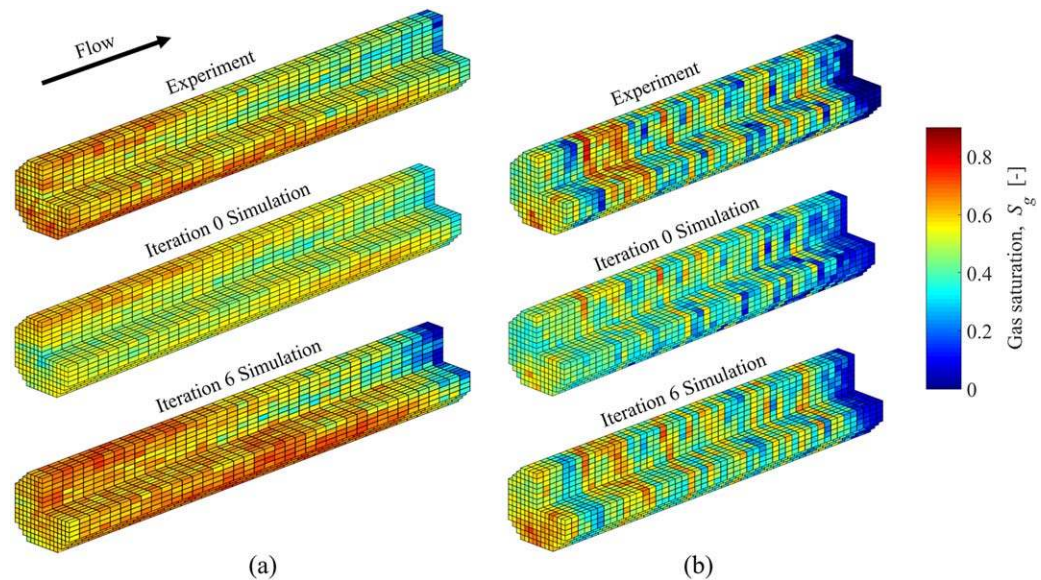 Flow
Experiment
Iteration 0 Simulation
Iteration 6 Simulation
(a)
Experiment
Iteration 0 Simulation
Iteration 6 Simulation
(b)
0.8
0.6
0.4
0.2
0
Gas saturation, S_g [-]